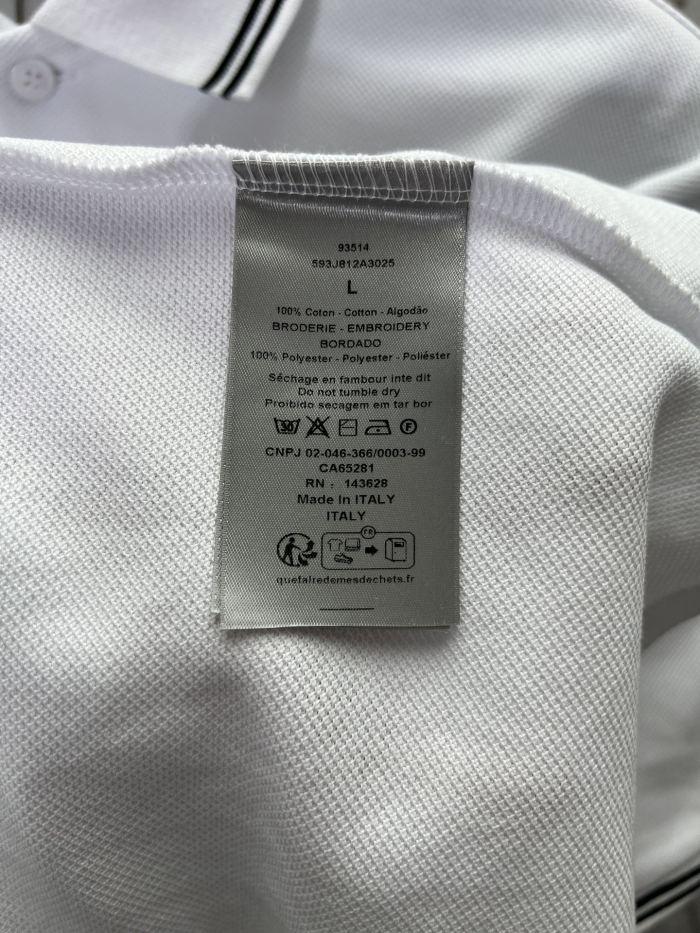 93514
593J812A3025
L
100% Coton - Cotton - Algodão
BRODERIE - EMBROIDERY
BORDADO
100% Polyester - Polyester - Poliéster
Séchage en fambour inte dit
Do not tumble dry
Proibido secagem em tar bor
30 F
CNPJ 02-046-366/0003-99
CA65281
RN : 143628
Made In ITALY
ITALY
FR
quefairedemesdechets.fr